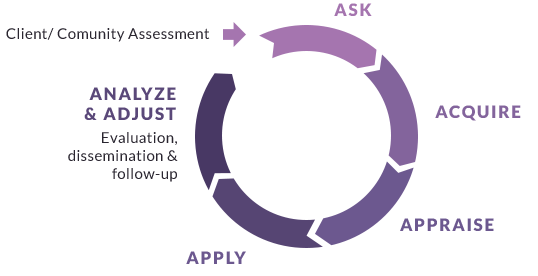 ASK
Client/ Comunity Assessment
ACQUIRE
APPRAISE
APPLY
ANALYZE
& ADJUST
Evaluation,
dissemination &
follow-up